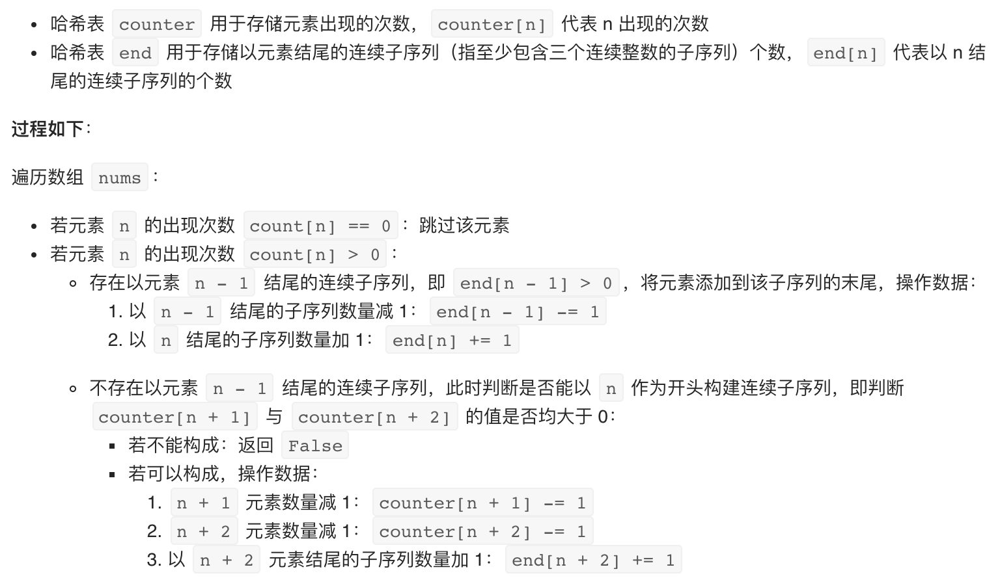 哈希表 counter 用于存储元素出现的次数， counter[n] 代表 n 出现的次数
哈希表 end 用于存储以元素结尾的连续子序列（指至少包含三个连续整数的子序列）个数， end[n] 代表以 n 结
尾的连续子序列的个数
过程如下：
遍历数组 nums ：
若元素 n 的出现次数 count[n] == 0 ：跳过该元素
若元素 n 的出现次数 count[n] > 0 ：
存在以元素 n - 1 结尾的连续子序列，即 end[n - 1] > 0 ，将元素添加到该子序列的末尾，操作数据：
1. 以 n - 1 结尾的子序列数量减 1： end[n - 1] -= 1
2. 以 n 结尾的子序列数量加 1： end[n] += 1
不存在以元素 n - 1 结尾的连续子序列，此时判断是否能以 n 作为开头构建连续子序列，即判断
counter[n + 1] 与 counter[n + 2] 的值是否均大于 0：
若不能构成：返回 False
若可以构成，操作数据：
1. n + 1 元素数量减 1： counter[n + 1] -= 1
2. n + 2 元素数量减 1： counter[n + 2] -= 1
3. 以 n + 2 元素结尾的子序列数量加 1： end[n + 2] += 1